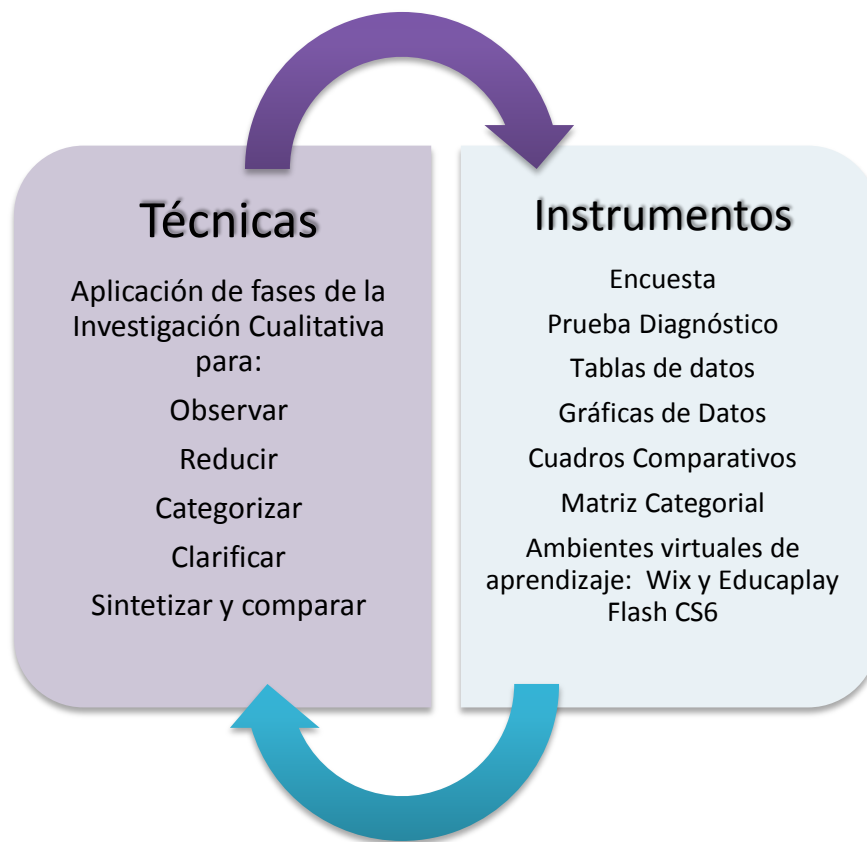 Técnicas
Aplicación de fases de la
Investigación Cualitativa
para:
Observar
Reducir
Categorizar
Clarificar
Sintetizar y comparar
Instrumentos
Encuesta
Prueba Diagnóstico
Tablas de datos
Gráficas de Datos
Cuadros Comparativos
Matriz Categorial
Ambientes virtuales de
aprendizaje: Wix y Educaplay
Flash CS6